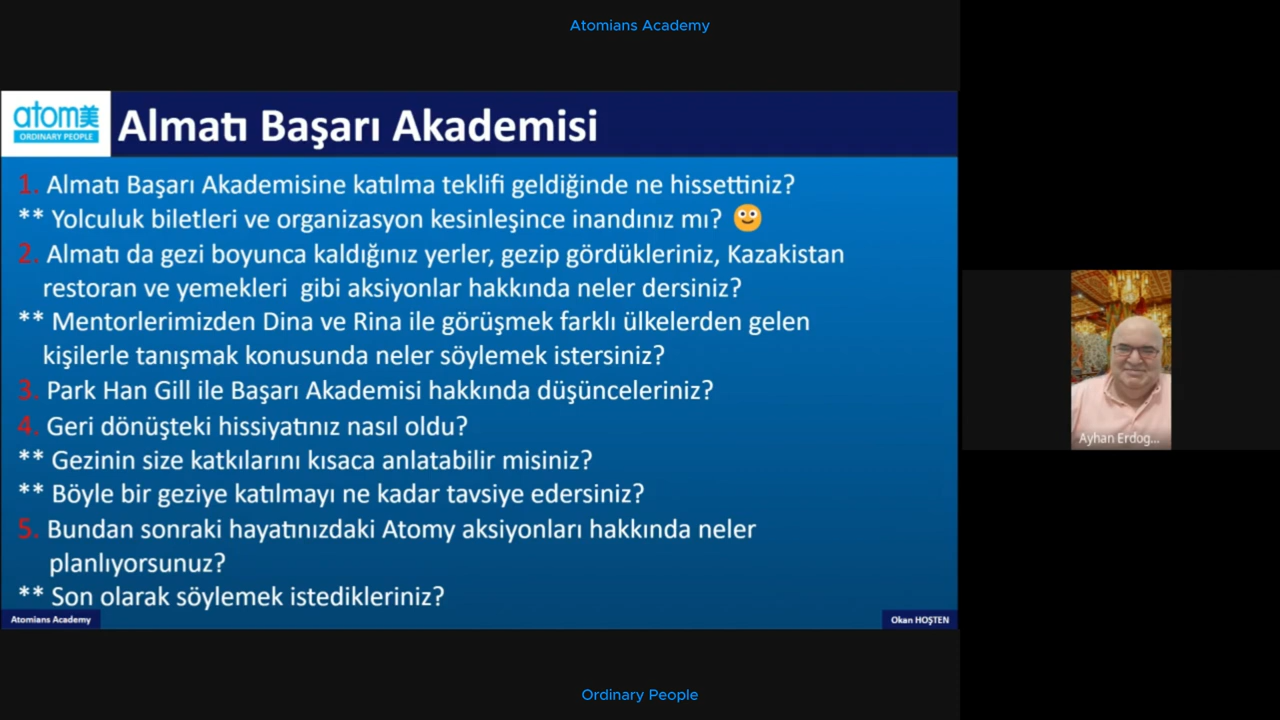 Atomians Academy
atom美
ORDINARY PEOPLE
Almatı Başarı Akademisi
1. Almatı Başarı Akademisine katılma teklifi geldiğinde ne hissettiniz?
** Yolculuk biletleri ve organizasyon kesinleşince inandınız mı? 🙂
2. Almatı da gezi boyunca kaldığınız yerler, gezip gördükleriniz, Kazakistan
restoran ve yemekleri gibi aksiyonlar hakkında neler dersiniz?
** Mentorlerimizden Dina ve Rina ile görüşmek farklı ülkelerden gelen
kişilerle tanışmak konusunda neler söylemek istersiniz?
3. Park Han Gill ile Başarı Akademisi hakkında düşünceleriniz?
4. Geri dönüşteki hissiyatınız nasıl oldu?
** Gezinin size katkılarını kısaca anlatabilir misiniz?
** Böyle bir geziye katılmayı ne kadar tavsiye edersiniz?
5. Bundan sonraki hayatınızdaki Atomy aksiyonları hakkında neler
planlıyorsunuz?
** Son olarak söylemek istedikleriniz?
Atomians Academy
Okan HOŞTEN
Ayhan Erdog...
Ordinary People